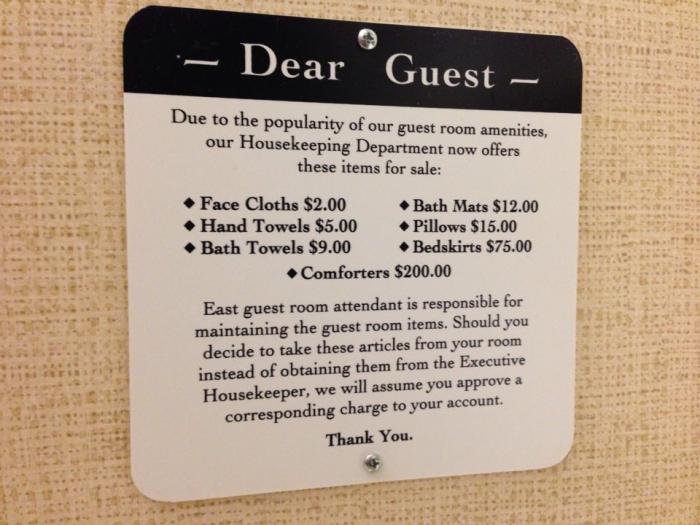 — Dear Guest —
Due to the popularity of our guest room amenities,
our Housekeeping Department now offers
these items for sale:
◆ Face Cloths $2.00 ◆ Bath Mats $12.00
◆ Hand Towels $5.00 ◆ Pillows $15.00
◆ Bath Towels $9.00 ◆ Bedskirts $75.00
◆ Comforters $200.00
East guest room attendant is responsible for
maintaining the guest room items. Should you
decide to take these articles from your room
instead of obtaining them from the Executive
Housekeeper, we will assume you approve a
corresponding charge to your account.
Thank You.